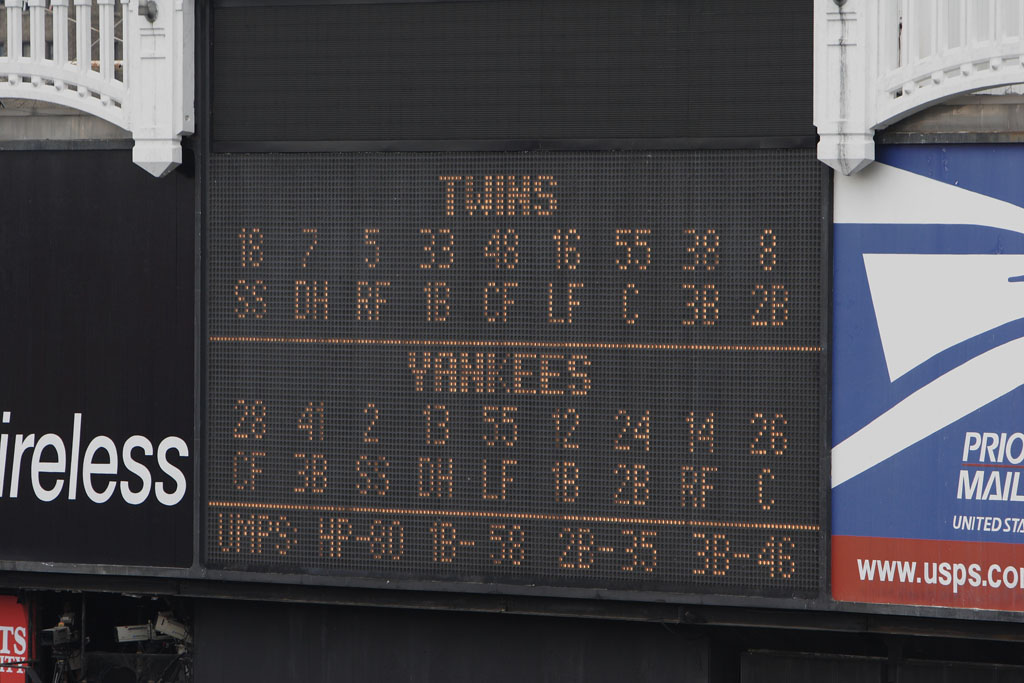 TWINS
18 7 5 33 48 16 55 38 8
SS DH RF 1B CF LF C 3B 2B
YANKEES
28 41 2 13 55 12 24 14 26
CF 3B SS DH LF 1B 2B RF C
UMPS: HP-80 1B-58 2B-35 3B-46
ireless
PRIO
MAIL
UNITED STA
www.usps.co
TS
ITY